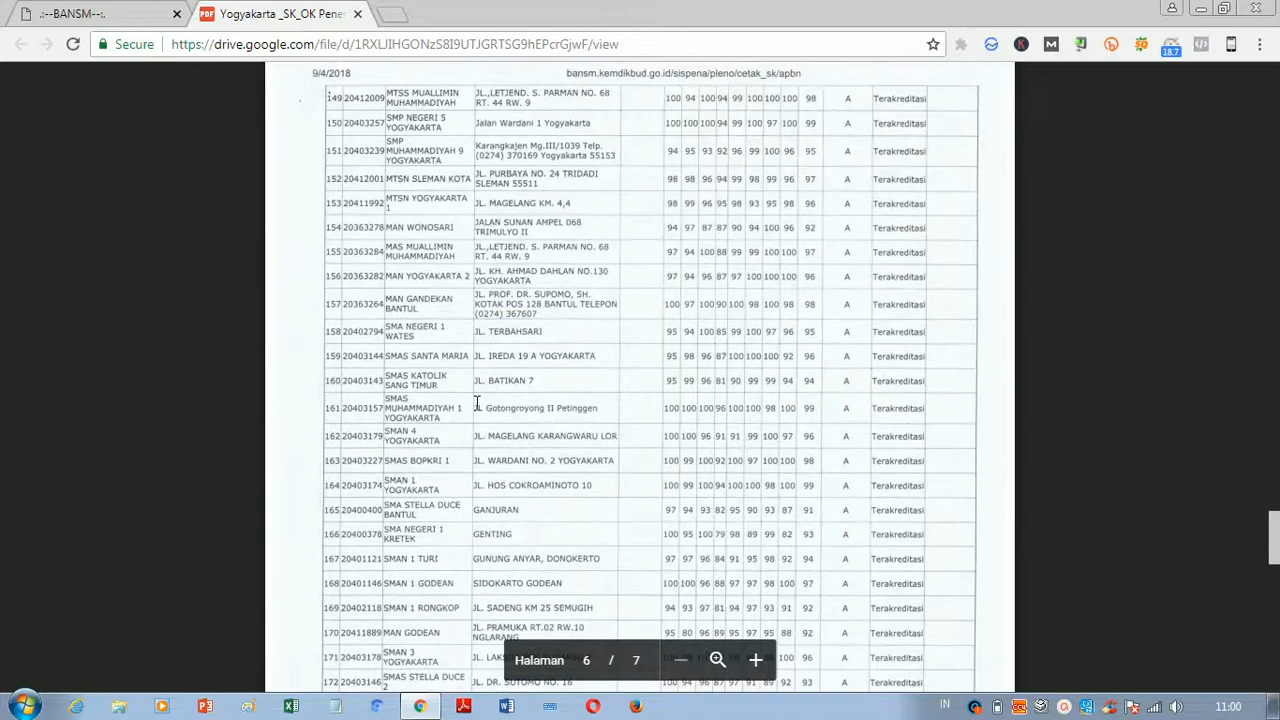 .:--BANSM--:.
Yogyakarta _SK_OK Pene
Secure https://drive.google.com/file/d/1RXLJIHGONzS8I9UTJGRTSG9hEPcrGjwF/view
18.7
9/4/2018 bansm.kemdikbud.go.id/sispena/pleno/cetak_sk/apbn
149 20412009 MTSS MUALLIMIN MUHAMMADIYAH JL.,LETJEND. S. PARMAN NO. 68 RT. 44 RW. 9 100 94 100 94 99 100 100 100 98 A Terakreditasi
150 20403257 SMP NEGERI 5 YOGYAKARTA Jalan Wardani 1 Yogyakarta 100 100 100 94 99 100 97 100 99 A Terakreditasi
151 20403239 SMP MUHAMMADIYAH 9 YOGYAKARTA Karangkajen Mg.III/1039 Telp. (0274) 370169 Yogyakarta 55153 94 95 93 92 96 99 100 96 95 A Terakreditasi
152 20412001 MTSN SLEMAN KOTA JL. PURBAYA NO. 24 TRIDADI SLEMAN 55511 98 98 96 94 99 98 99 96 97 A Terakreditasi
153 20411992 MTSN YOGYAKARTA 1 JL. MAGELANG KM. 4,4 98 99 96 95 98 93 95 98 96 A Terakreditasi
154 20363278 MAN WONOSARI JALAN SUNAN AMPEL 068 TRIMULYO II 94 97 87 87 90 94 100 96 92 A Terakreditasi
155 20363284 MAS MUALLIMIN MUHAMMADIYAH JL.,LETJEND. S. PARMAN NO. 68 RT. 44 RW. 9 97 94 100 88 99 99 100 100 97 A Terakreditasi
156 20363282 MAN YOGYAKARTA 2 JL. KH. AHMAD DAHLAN NO.130 YOGYAKARTA 97 94 96 87 97 100 100 100 96 A Terakreditasi
157 20363264 MAN GANDEKAN BANTUL JL. PROF. DR. SUPOMO, SH. KOTAK POS 128 BANTUL TELEPON (0274) 367607 100 97 100 90 100 98 100 98 98 A Terakreditasi
158 20402794 SMA NEGERI 1 WATES JL. TERBAHSARI 95 94 100 85 99 100 97 96 95 A Terakreditasi
159 20403144 SMAS SANTA MARIA JL. IREDA 19 A YOGYAKARTA 95 98 96 87 100 100 100 92 96 A Terakreditasi
160 20403143 SMAS KATOLIK SANG TIMUR JL. BATIKAN 7 95 99 96 81 90 99 99 94 94 A Terakreditasi
161 20403157 SMAS MUHAMMADIYAH 1 YOGYAKARTA Jl. Gotongroyong II Petinggen 100 100 100 96 100 100 98 100 99 A Terakreditasi
162 20403179 SMAN 4 YOGYAKARTA JL. MAGELANG KARANGWARU LOR 100 100 96 91 91 99 100 97 96 A Terakreditasi
163 20403227 SMAS BOPKRI 1 JL. WARDANI NO. 2 YOGYAKARTA 100 99 100 92 100 97 100 100 98 A Terakreditasi
164 20403174 SMAN 1 YOGYAKARTA JL. HOS COKROAMINOTO 10 100 99 100 94 100 100 98 100 99 A Terakreditasi
165 20400400 SMA STELLA DUCE BANTUL GANJURAN 97 94 93 82 95 90 93 87 91 A Terakreditasi
166 20400378 SMA NEGERI 1 KRETEK GENTING 100 95 100 79 98 89 99 82 93 A Terakreditasi
167 20401121 SMAN 1 TURI GUNUNG ANYAR, DONOKERTO 97 97 96 84 91 95 98 92 94 A Terakreditasi
168 20401146 SMAN 1 GODEAN SIDOKARTO GODEAN 100 100 96 88 97 97 98 100 97 A Terakreditasi
169 20402118 SMAN 1 RONGKOP JL. SADENG KM 25 SEMUGIH 94 93 97 81 94 97 93 91 92 A Terakreditasi
170 20411889 MAN GODEAN JL. PRAMUKA RT.02 RW.10 NGLARANG 95 80 96 89 95 97 95 88 92 A Terakreditasi
171 20403178 SMAN 3 YOGYAKARTA JL. LAKS 100 96 A Terakreditasi
172 20403146 SMAS STELLA DUCE 2 JL. DR. SUTOMO NO. 16 100 94 96 87 97 91 89 92 93 A Terakreditasi
Halaman 6 / 7
IN 11:00